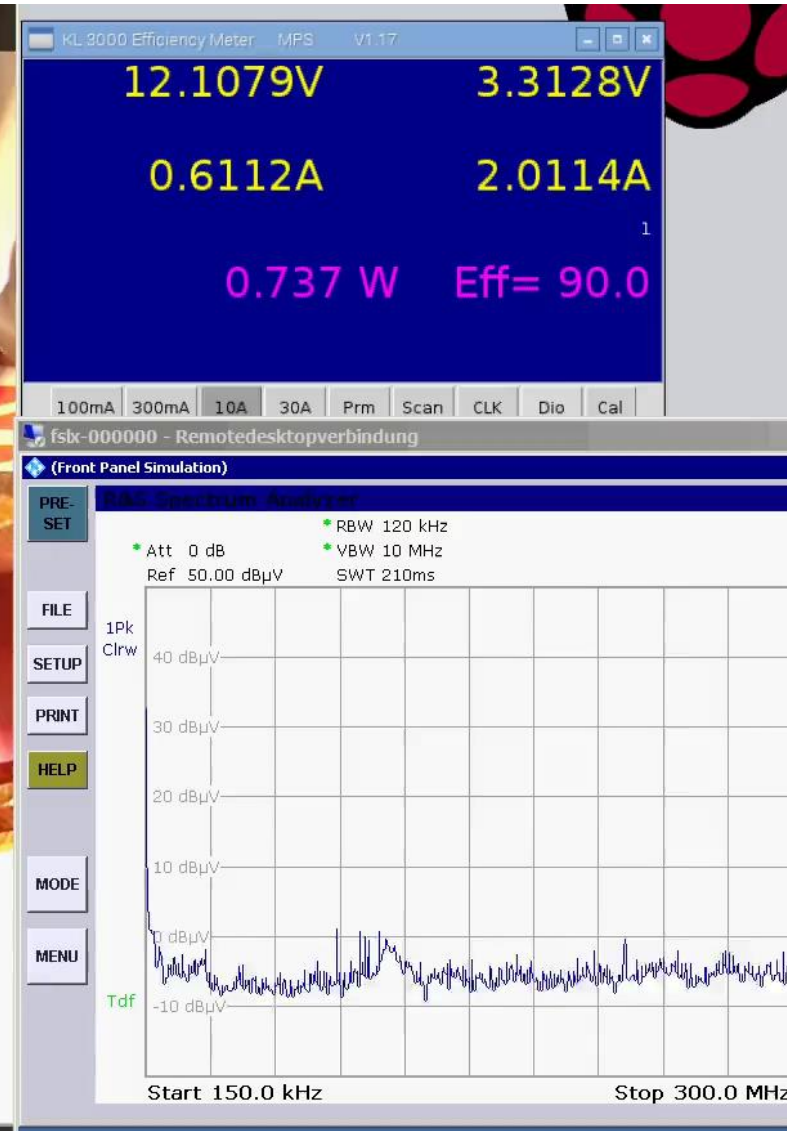 KL 3000 Efficiency Meter MPS V1.17
12.1079V 3.3128V
0.6112A 2.0114A
1
0.737 W Eff= 90.0
100mA 300mA 10A 30A Prm Scan CLK Dio Cal
fslx-000000 - Remotedesktopverbindung
(Front Panel Simulation)
PRE-
SET
R&S Spectrum Analyzer
* RBW 120 kHz
* Att 0 dB * VBW 10 MHz
Ref 50.00 dBµV SWT 210ms
FILE
1Pk
Clrw
40 dBµV
SETUP
PRINT
30 dBµV
HELP
20 dBµV
10 dBµV
MODE
0 dBµV
MENU
Tdf
-10 dBµV
Start 150.0 kHz Stop 300.0 MHz